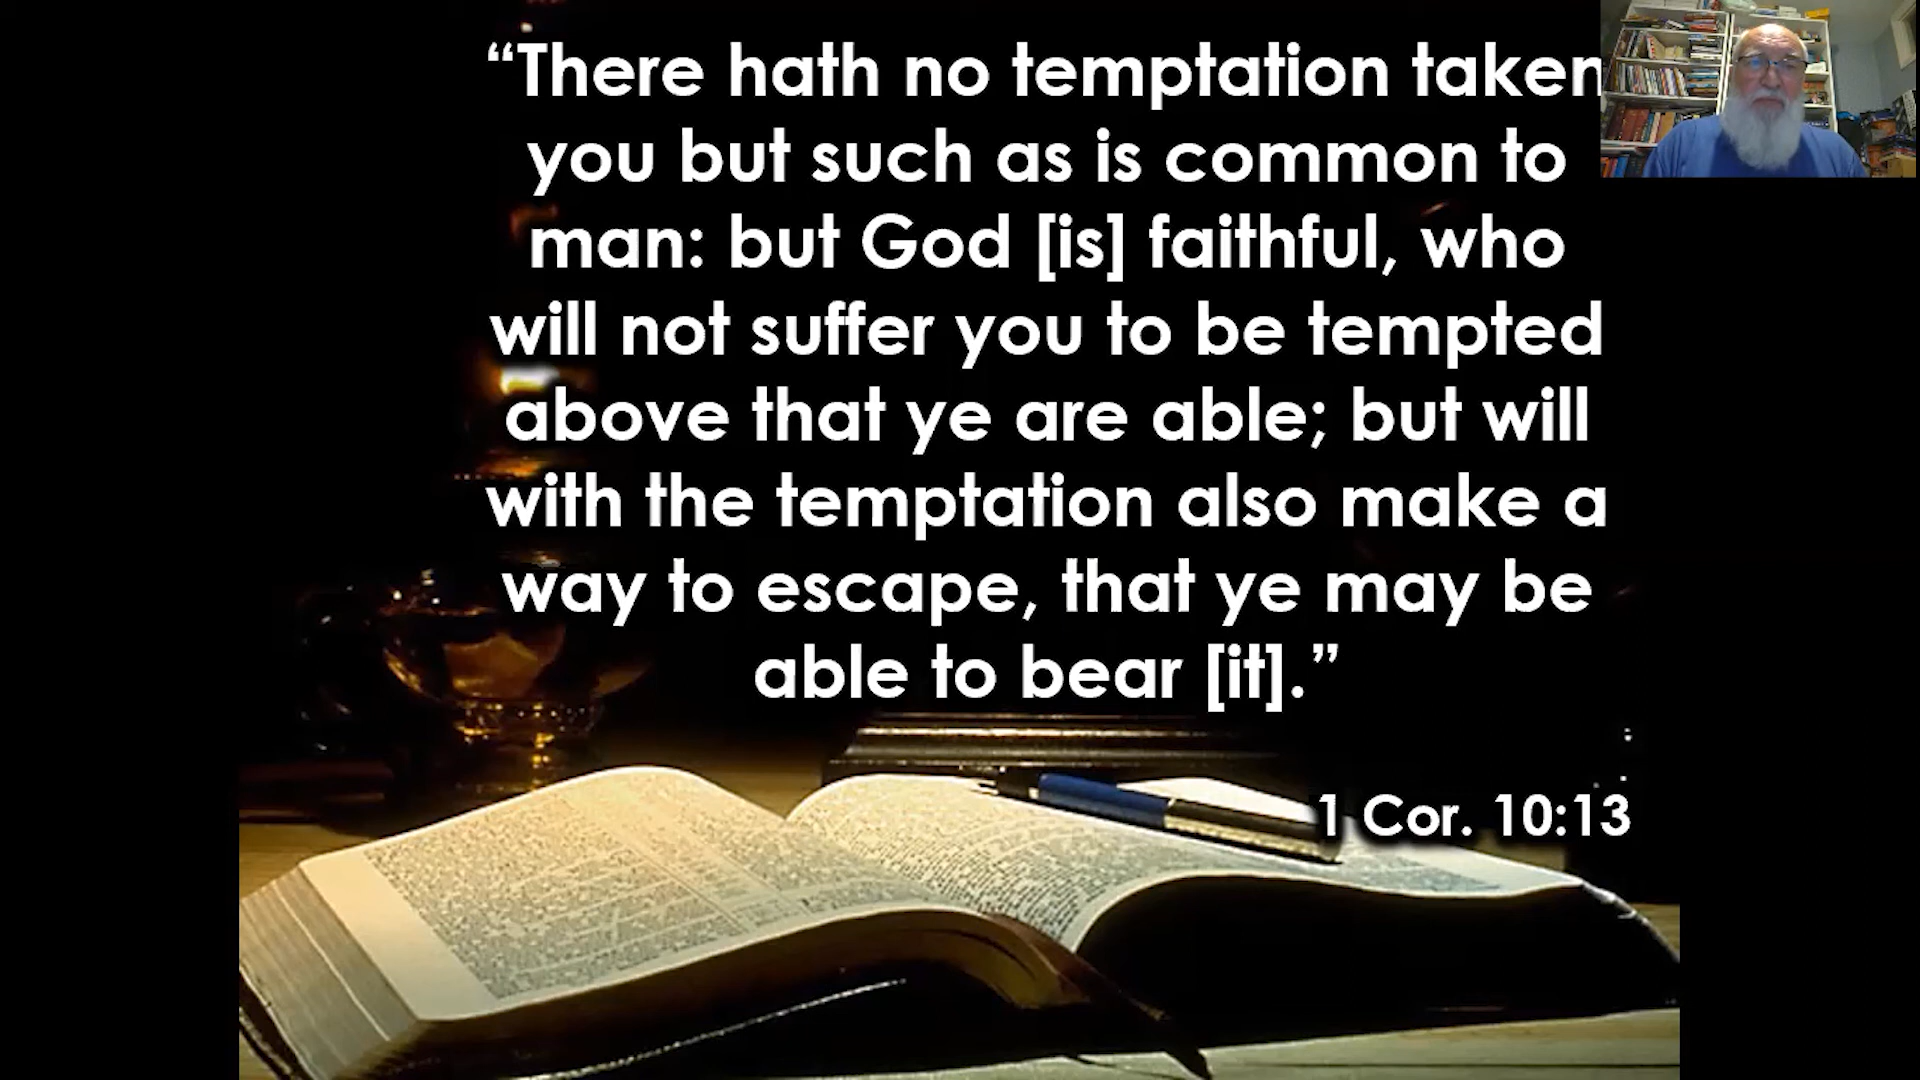 “There hath no temptation taken
you but such as is common to
man: but God [is] faithful, who
will not suffer you to be tempted
above that ye are able; but will
with the temptation also make a
way to escape, that ye may be
able to bear [it].”
1 Cor. 10:13